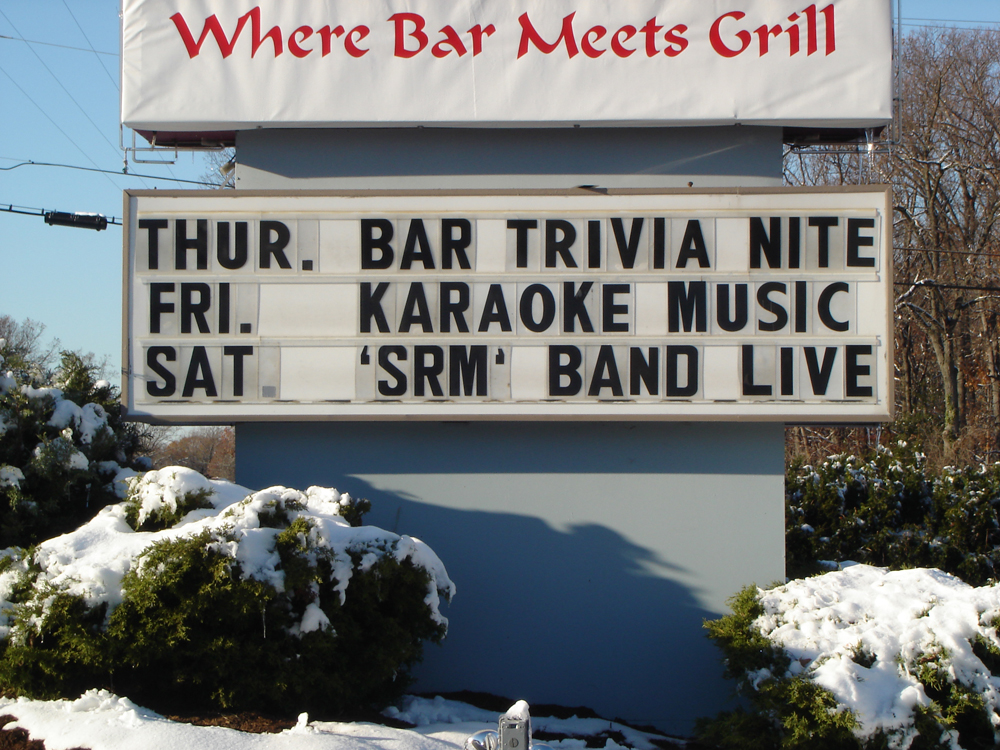 Where Bar Meets Grill
THUR. BAR TRIVIA NITE
FRI. KARAOKE MUSIC
SAT. 'SRM' BAND LIVE